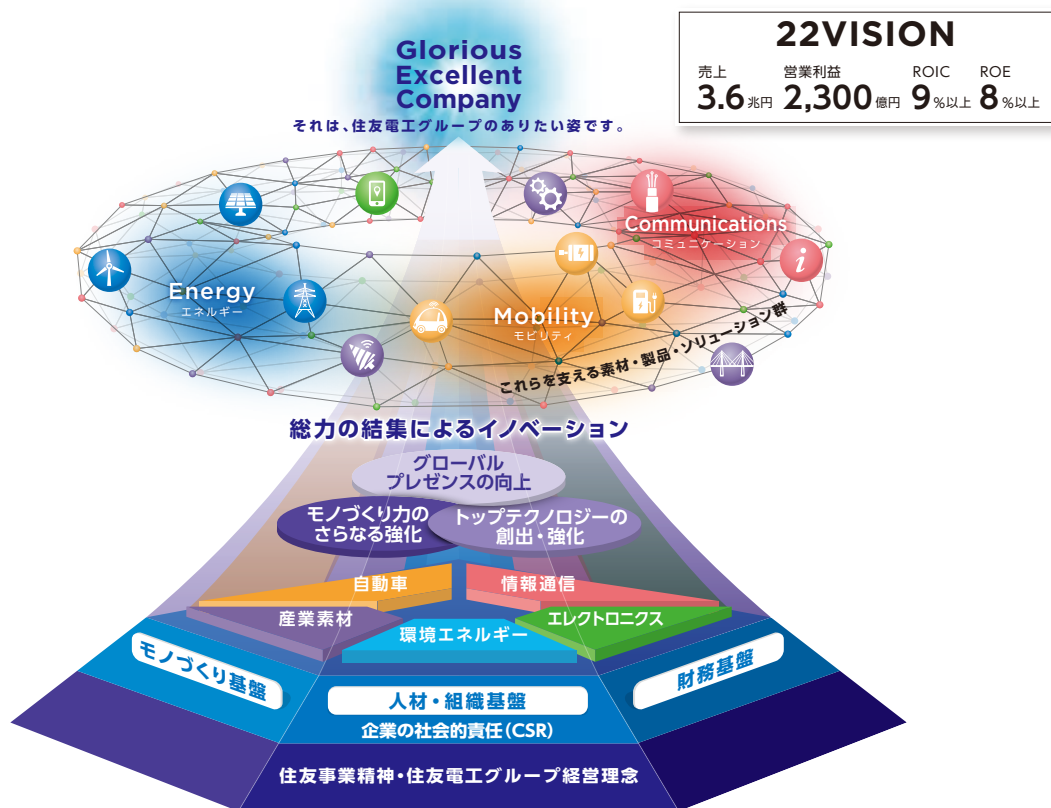 22VISION
売上 営業利益 ROIC ROE
3.6兆円 2,300億円 9%以上 8%以上
Glorious
Excellent
Company
それは、住友電工グループのありたい姿です。
Communications
コミュニケーション
i
Energy
エネルギー
Mobility
モビリティ
これらを支える素材・製品・ソリューション群
総力の結集によるイノベーション
グローバル
プレゼンスの向上
モノづくり力の
さらなる強化
トップテクノロジーの
創出・強化
自動車
情報通信
産業素材
エレクトロニクス
環境エネルギー
モノづくり基盤
人材・組織基盤
財務基盤
企業の社会的責任(CSR)
住友事業精神・住友電工グループ経営理念